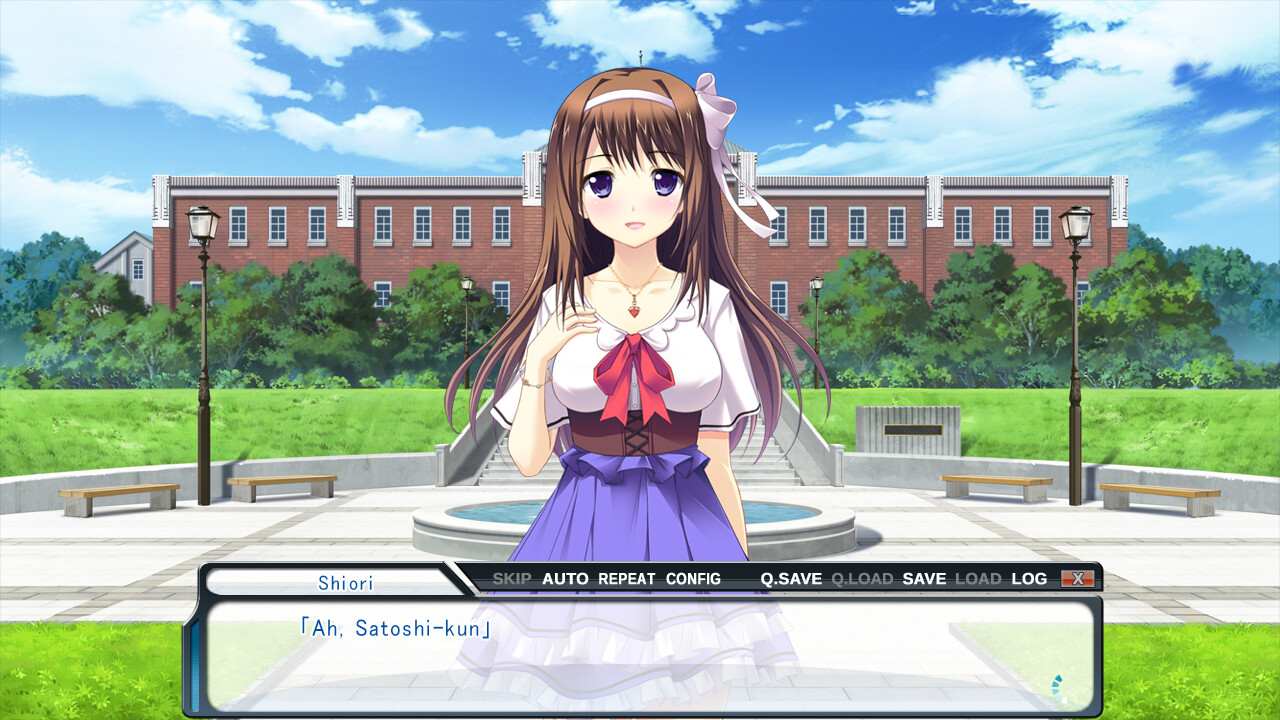 Shiori
SKIP AUTO REPEAT CONFIG Q.SAVE Q.LOAD SAVE LOAD LOG X
「Ah, Satoshi-kun」